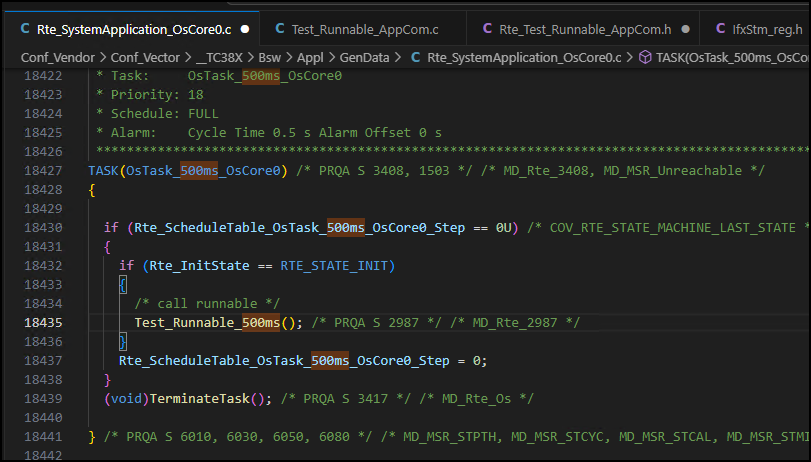 Rte_SystemApplication_OsCore0.c
Test_Runnable_AppCom.c
Rte_Test_Runnable_AppCom.h
IfxStm_reg.h
Conf_Vendor > Conf_Vector > __TC38X > Bsw > Appl > GenData > Rte_SystemApplication_OsCore0.c > TASK(OsTask_500ms_OsCo
18422 * Task:     OsTask_500ms_OsCore0
18423 * Priority: 18
18424 * Schedule: FULL
18425 * Alarm:    Cycle Time 0.5 s Alarm Offset 0 s
18426 **********************************************************************************************
18427 TASK(OsTask_500ms_OsCore0) /* PRQA S 3408, 1503 */ /* MD_Rte_3408, MD_MSR_Unreachable */
18428 {
18429
18430   if (Rte_ScheduleTable_OsTask_500ms_OsCore0_Step == 0U) /* COV_RTE_STATE_MACHINE_LAST_STATE *
18431   {
18432     if (Rte_InitState == RTE_STATE_INIT)
18433     {
18434       /* call runnable */
18435       Test_Runnable_500ms(); /* PRQA S 2987 */ /* MD_Rte_2987 */
18436     }
18437     Rte_ScheduleTable_OsTask_500ms_OsCore0_Step = 0;
18438   }
18439   (void)TerminateTask(); /* PRQA S 3417 */ /* MD_Rte_Os */
18440
18441 } /* PRQA S 6010, 6030, 6050, 6080 */ /* MD_MSR_STPTH, MD_MSR_STCYC, MD_MSR_STCAL, MD_MSR_STMI
18442